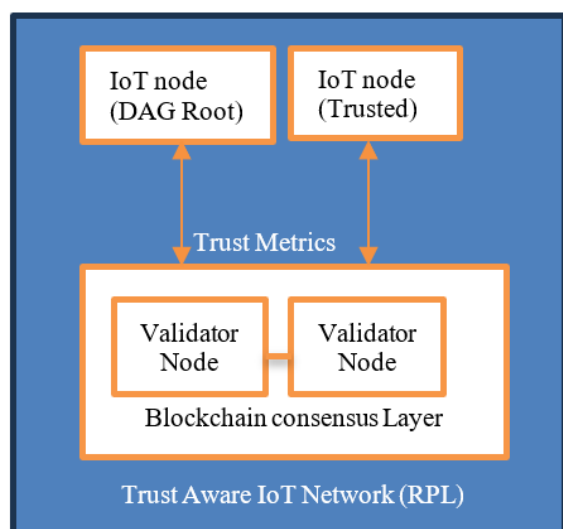 IoT node
(DAG Root)
IoT node
(Trusted)
Trust Metrics
Validator
Node
Validator
Node
Blockchain consensus Layer
Trust Aware IoT Network (RPL)